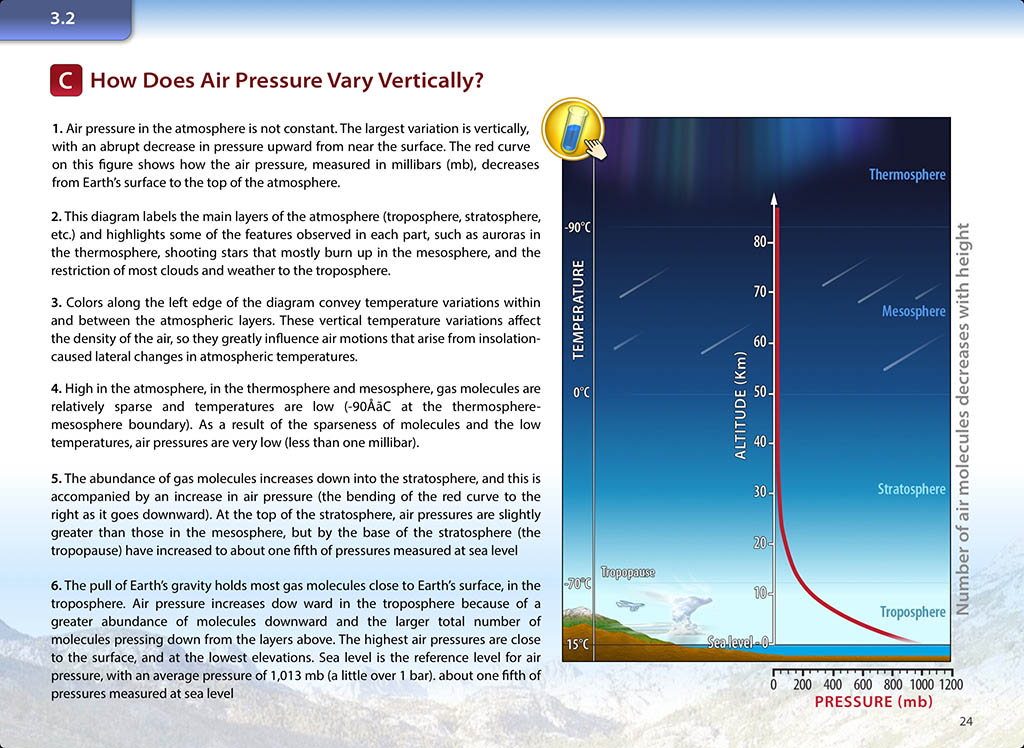 3.2
C How Does Air Pressure Vary Vertically?
1. Air pressure in the atmosphere is not constant. The largest variation is vertically,
with an abrupt decrease in pressure upward from near the surface. The red curve
on this figure shows how the air pressure, measured in millibars (mb), decreases
from Earth's surface to the top of the atmosphere.
2. This diagram labels the main layers of the atmosphere (troposphere, stratosphere,
etc.) and highlights some of the features observed in each part, such as auroras in
the thermosphere, shooting stars that mostly burn up in the mesosphere, and the
restriction of most clouds and weather to the troposphere.
3. Colors along the left edge of the diagram convey temperature variations within
and between the atmospheric layers. These vertical temperature variations affect
the density of the air, so they greatly influence air motions that arise from insolation-
caused lateral changes in atmospheric temperatures.
4. High in the atmosphere, in the thermosphere and mesosphere, gas molecules are
relatively sparse and temperatures are low (-90ÅãC at the thermosphere-
mesosphere boundary). As a result of the sparseness of molecules and the low
temperatures, air pressures are very low (less than one millibar).
5. The abundance of gas molecules increases down into the stratosphere, and this is
accompanied by an increase in air pressure (the bending of the red curve to the
right as it goes downward). At the top of the stratosphere, air pressures are slightly
greater than those in the mesosphere, but by the base of the stratosphere (the
tropopause) have increased to about one fifth of pressures measured at sea level
6. The pull of Earth's gravity holds most gas molecules close to Earth's surface, in the
troposphere. Air pressure increases dow ward in the troposphere because of a
greater abundance of molecules downward and the larger total number of
molecules pressing down from the layers above. The highest air pressures are close
to the surface, and at the lowest elevations. Sea level is the reference level for air
pressure, with an average pressure of 1,013 mb (a little over 1 bar). about one fifth of
pressures measured at sea level
Thermosphere
-90°C
80
70
Mesosphere
TEMPERATURE
60
0°C
50
ALTITUDE (Km)
40
30
Stratosphere
20
Tropopause
-70°C
10
Troposphere
15°C
Sea level - 0
Number of air molecules decreases with height
0 200 400 600 800 1000 1200
PRESSURE (mb)
24